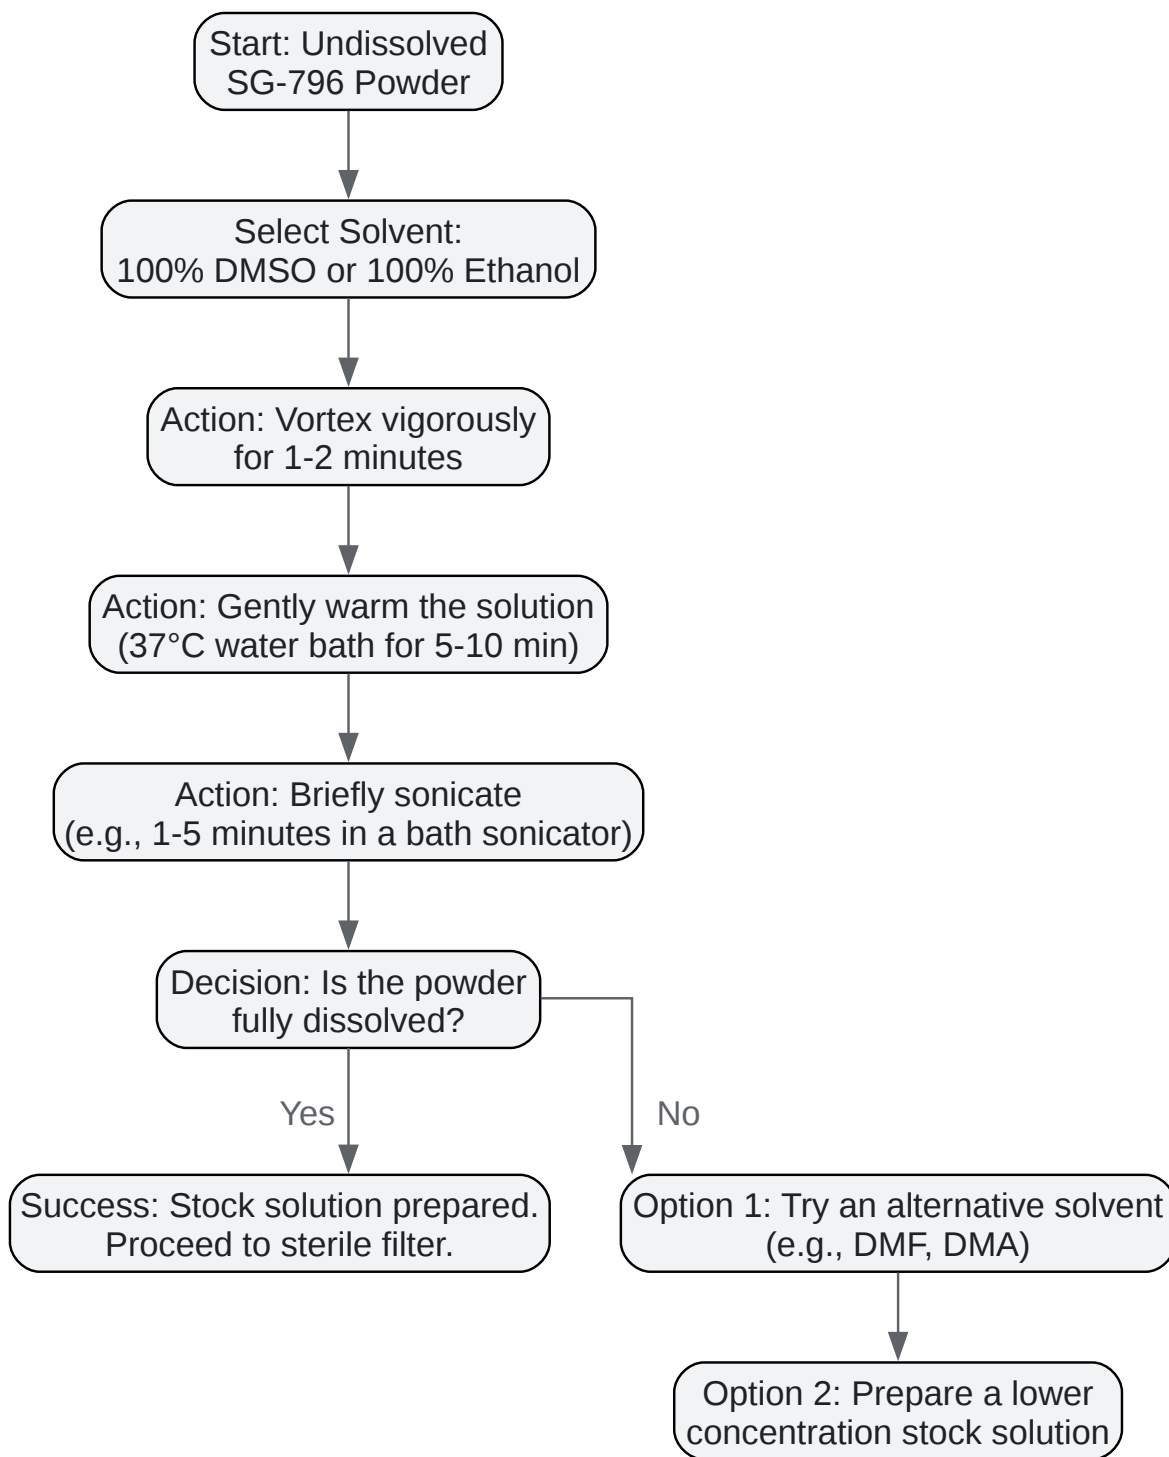 Start: Undissolved
SG-796 Powder
Select Solvent:
100% DMSO or 100% Ethanol
Action: Vortex vigorously
for 1-2 minutes
Action: Gently warm the solution
(37°C water bath for 5-10 min)
Action: Briefly sonicate
(e.g., 1-5 minutes in a bath sonicator)
Decision: Is the powder
fully dissolved?
Yes
No
Success: Stock solution prepared.
Proceed to sterile filter.
Option 1: Try an alternative solvent
(e.g., DMF, DMA)
Option 2: Prepare a lower
concentration stock solution